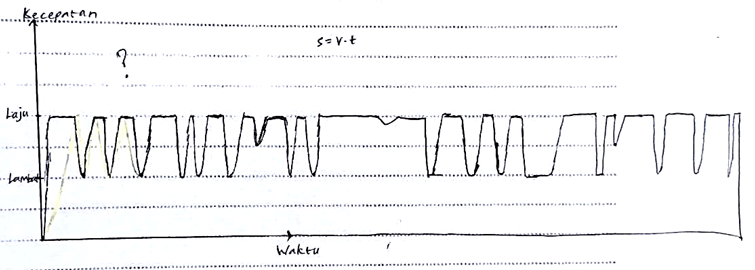 Kecepatan
s = v · t
?
Laju
Lambat
Waktu